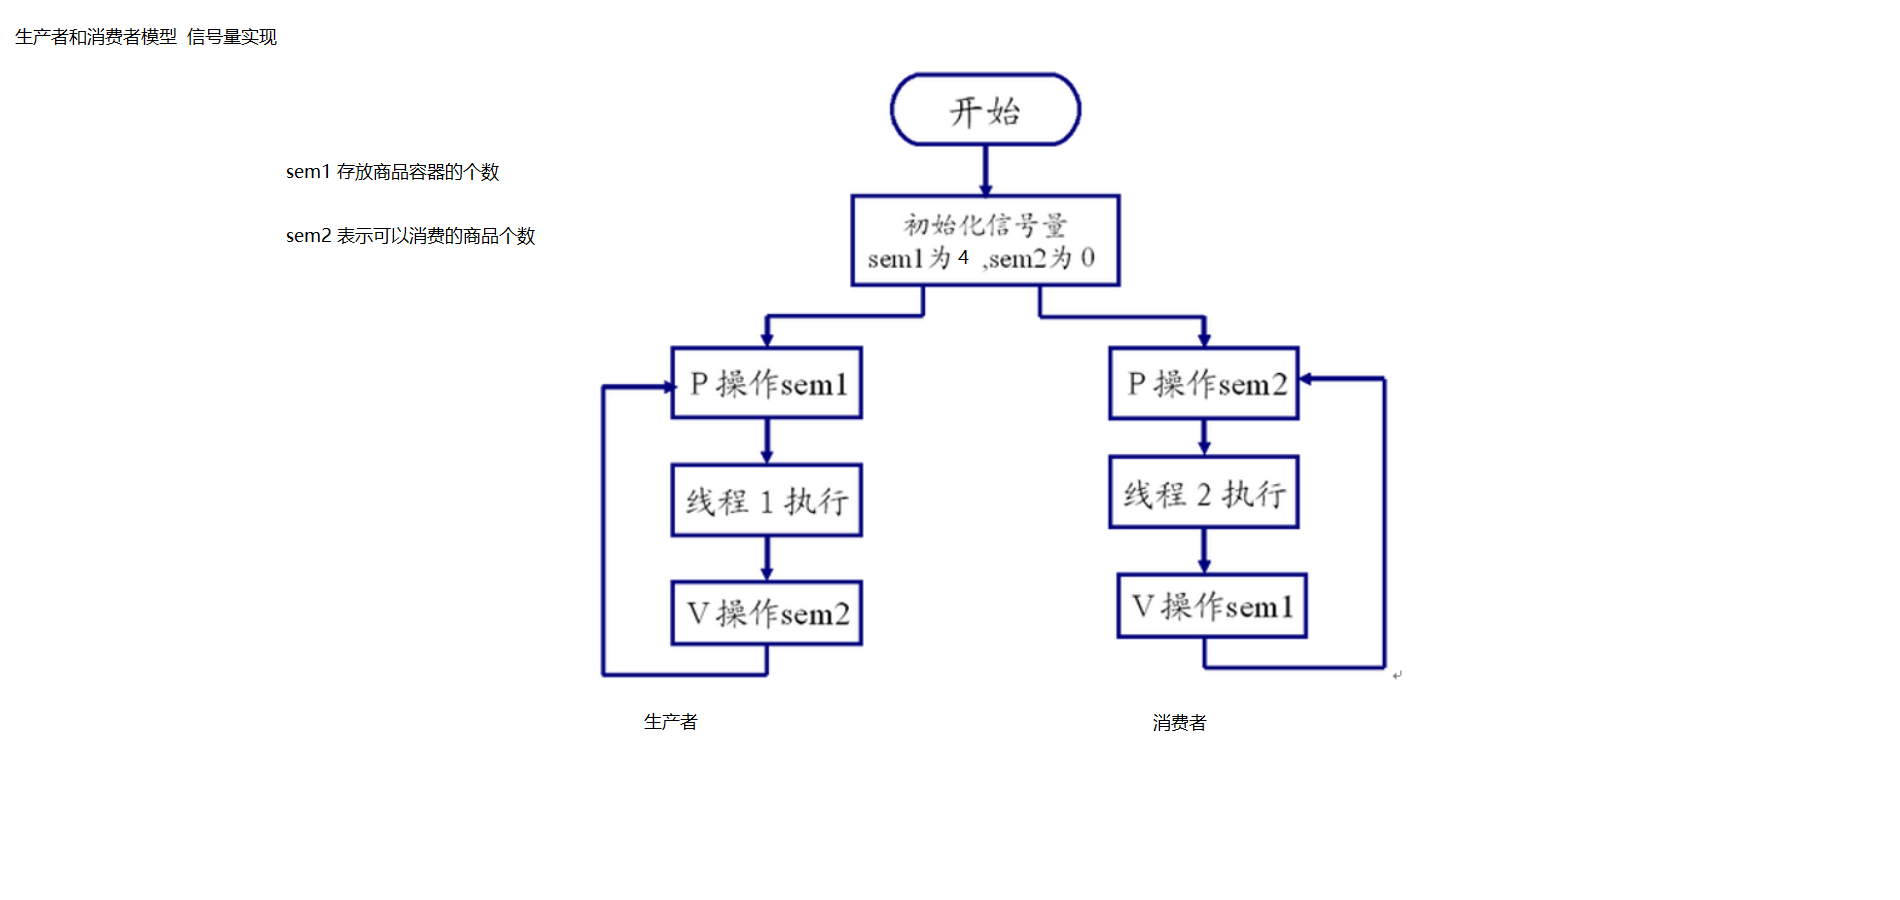 生产者和消费者模型 信号量实现
开始
sem1 存放商品容器的个数
sem2 表示可以消费的商品个数
初始化信号量
sem1为 4 ,sem2为 0
P 操作sem1
线程 1 执行
V 操作sem2
生产者
P 操作sem2
线程 2 执行
V 操作sem1
消费者